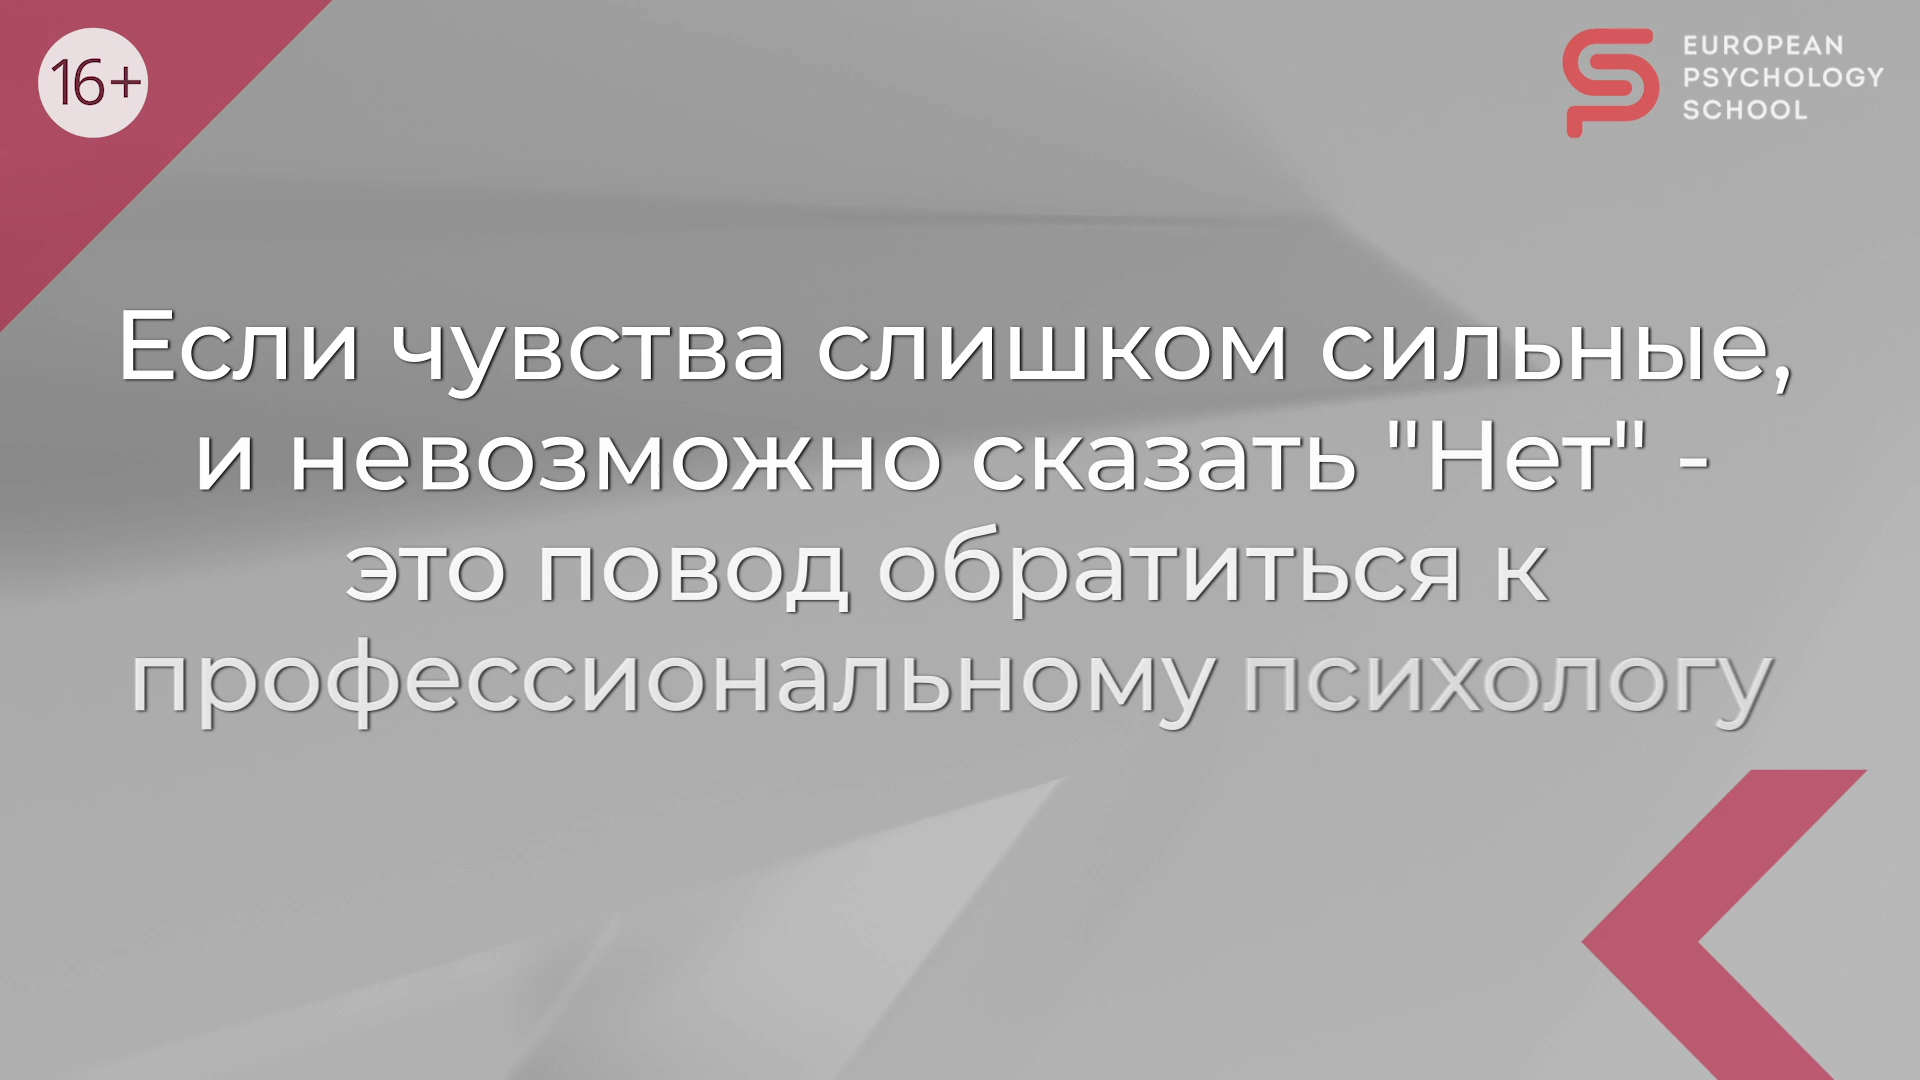 16+
EUROPEAN
PSYCHOLOGY
SCHOOL
Если чувства слишком сильные,
и невозможно сказать "Нет" -
это повод обратиться к
профессиональному психологу